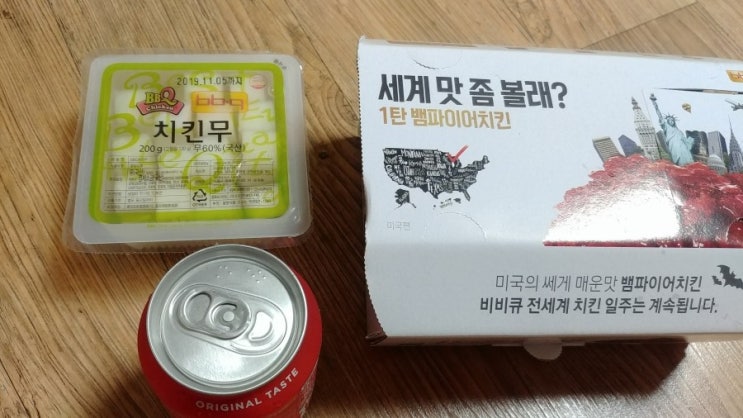 2019.11.05까지
BBQ
Chicken
bb.q
치킨무
200g
무60%(국산)
ORIGINAL TASTE
세계 맛 좀 볼래?
1탄 뱀파이어치킨
미국편
미국의 쎄게 매운맛 뱀파이어치킨
비비큐 전세계 치킨 일주는 계속됩니다.